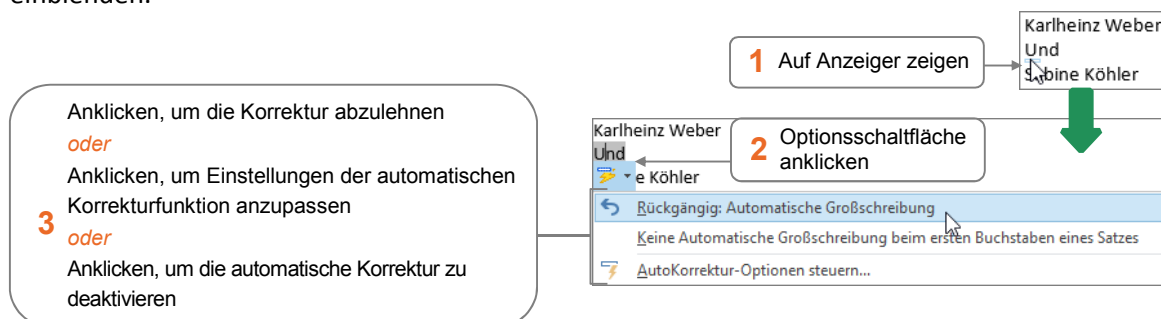 einblenden.
Karlheinz Weber
Und
Sabine Köhler
1 Auf Anzeiger zeigen
Anklicken, um die Korrektur abzulehnen
oder
Anklicken, um Einstellungen der automatischen
Korrekturfunktion anzupassen
3 oder
Anklicken, um die automatische Korrektur zu
deaktivieren
Karlheinz Weber
Und
e Köhler
2 Optionsschaltfläche
anklicken
Rückgängig: Automatische Großschreibung
Keine Automatische Großschreibung beim ersten Buchstaben eines Satzes
AutoKorrektur-Optionen steuern...